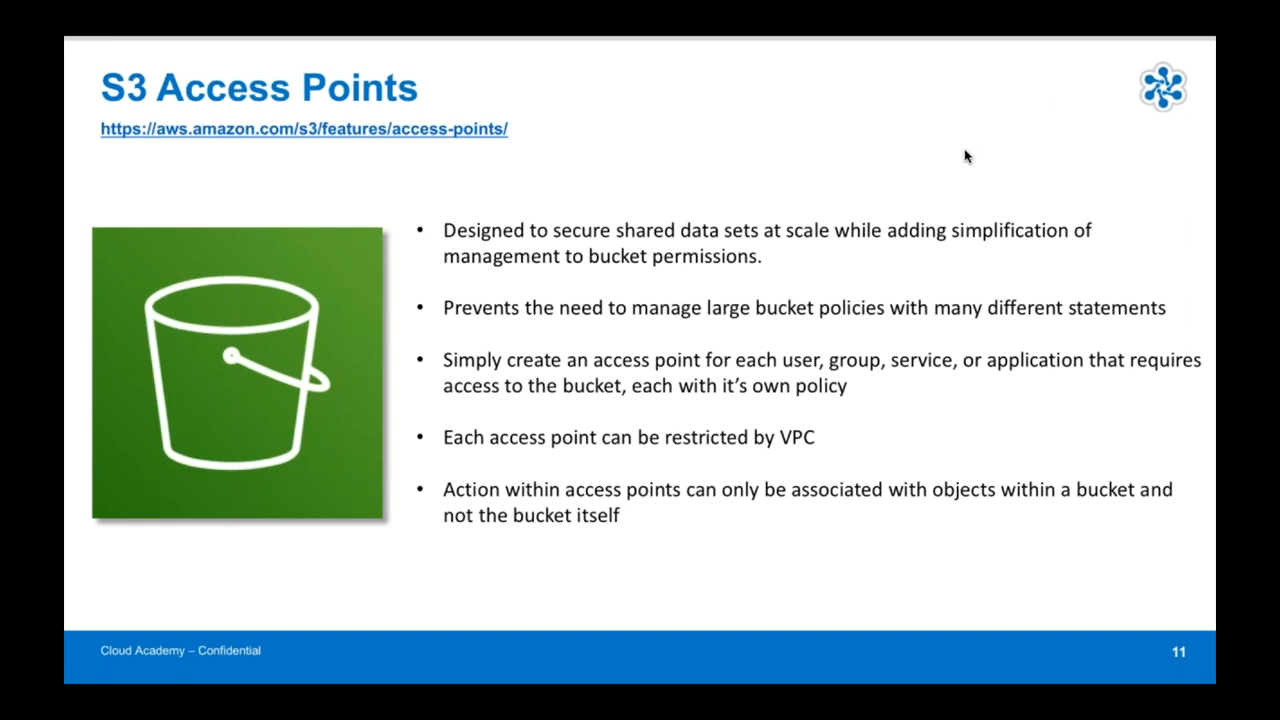 S3 Access Points
https://aws.amazon.com/s3/features/access-points/
• Designed to secure shared data sets at scale while adding simplification of
management to bucket permissions.
• Prevents the need to manage large bucket policies with many different statements
• Simply create an access point for each user, group, service, or application that requires
access to the bucket, each with it’s own policy
• Each access point can be restricted by VPC
• Action within access points can only be associated with objects within a bucket and
not the bucket itself
Cloud Academy – Confidential
11